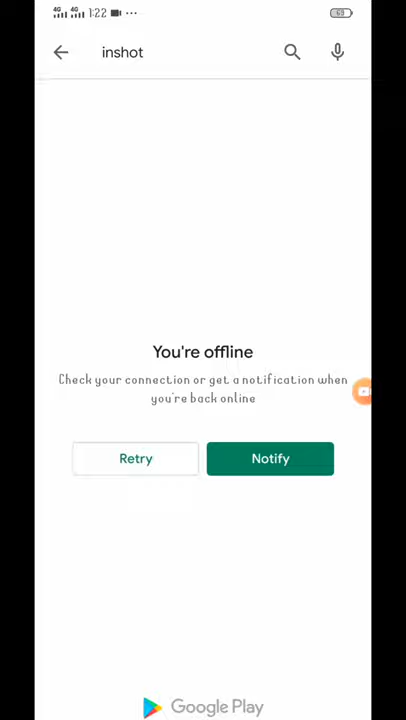 4G 4G 1:22 ... 69
inshot
You're offline
Check your connection or get a notification when
you're back online
Retry Notify
Google Play